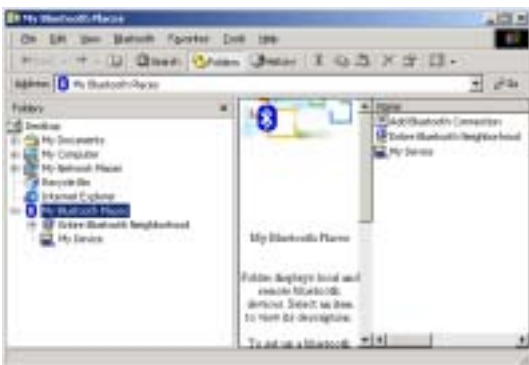 My Bluetooth Places
File Edit View Bluetooth Favorites Tools Help
Search Folders History
Address My Bluetooth Places Go
Folders
Desktop
My Documents
My Computer
My Network Places
Recycle Bin
Internet Explorer
My Bluetooth Places
Entire Bluetooth Neighborhood
My Device
My Bluetooth Places
Folder displays local and
remote Bluetooth
devices. Select an item
to view its description.
To set up a Bluetooth
Name
Add Bluetooth Connection
Entire Bluetooth Neighborhood
My Device